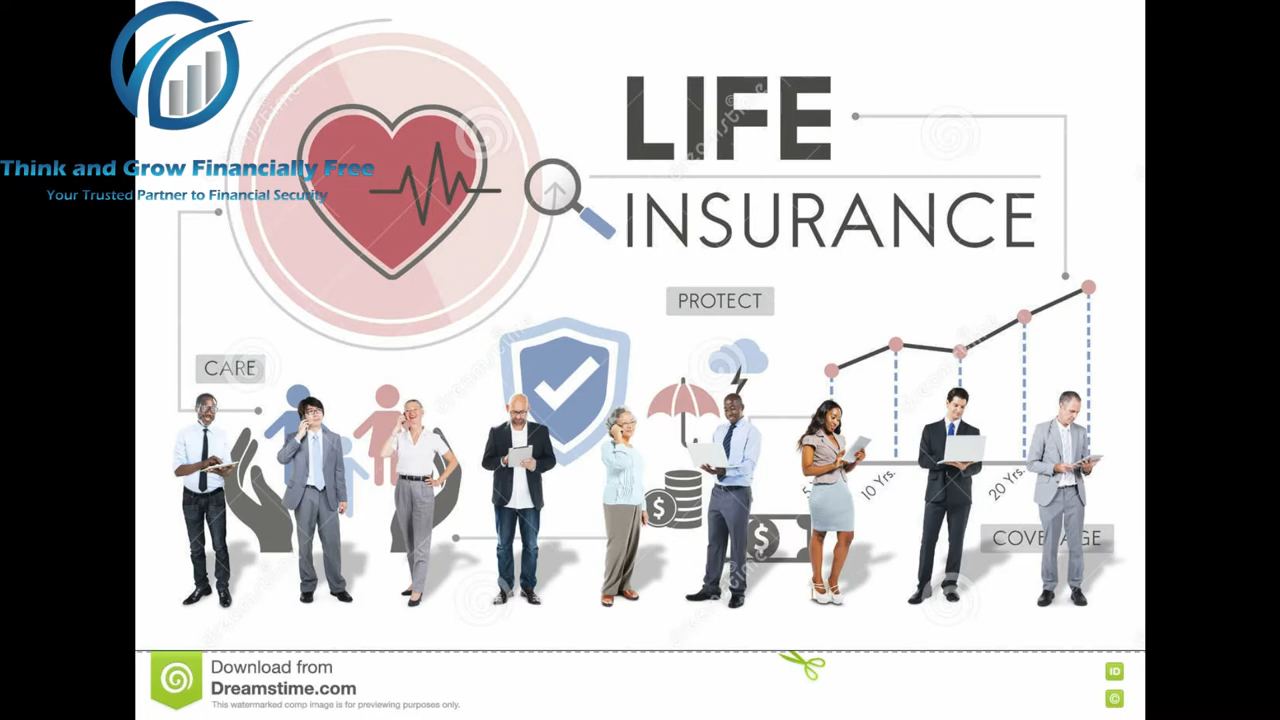 Think and Grow Financially Free
Your Trusted Partner to Financial Security
LIFE
INSURANCE
PROTECT
CARE
$
$
5
10 Yrs.
20 Yrs.
Download from
Dreamstime.com
This watermarked comp image is for previewing purposes only.
ID
©